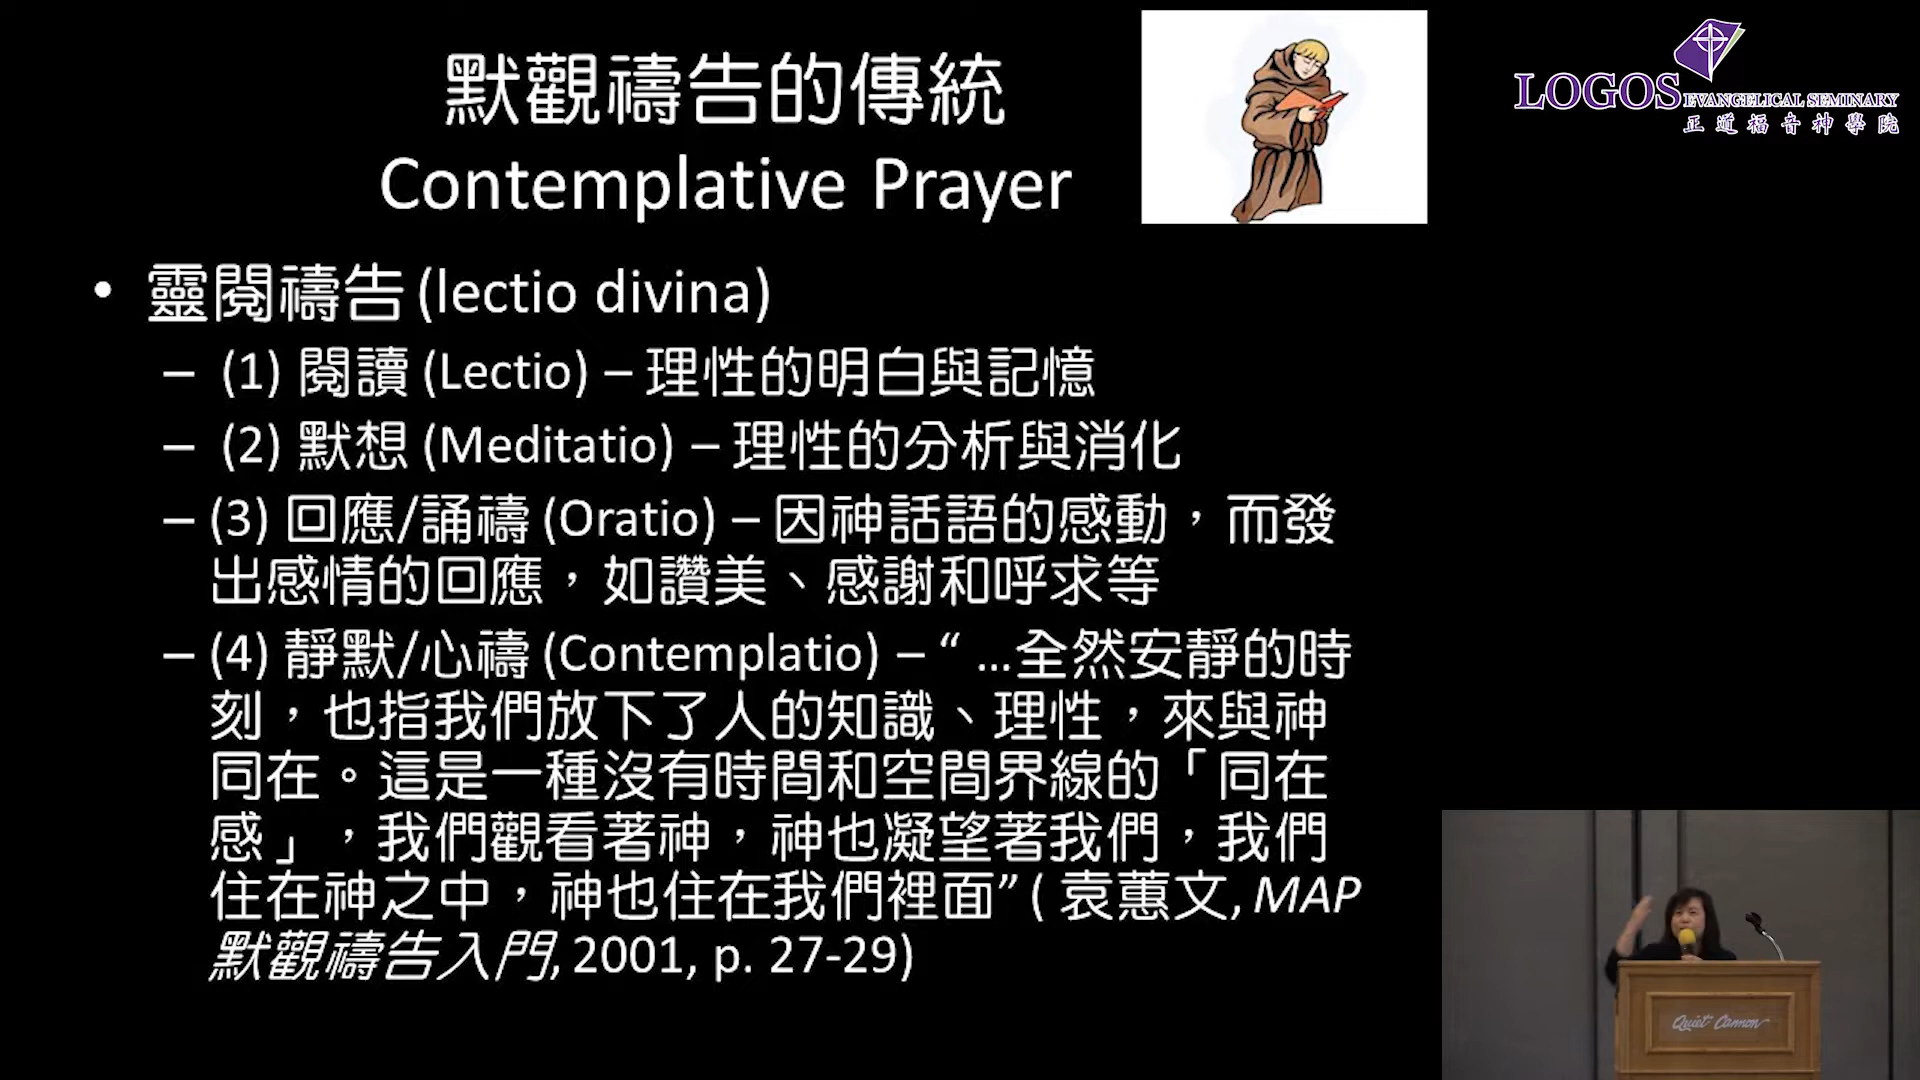 默觀禱告的傳統
Contemplative Prayer
LOGOS EVANGELICAL SEMINARY
正道福音神學院
• 靈閱禱告 (lectio divina)
– (1) 閱讀 (Lectio) – 理性的明白與記憶
– (2) 默想 (Meditatio) – 理性的分析與消化
– (3) 回應/誦禱 (Oratio) – 因神話語的感動，而發
出感情的回應，如讚美、感謝和呼求等
– (4) 靜默/心禱 (Contemplatio) – “ …全然安靜的時
刻，也指我們放下了人的知識、理性，來與神
同在。這是一種沒有時間和空間界線的「同在
感」，我們觀看著神，神也凝望著我們，我們
住在神之中，神也住在我們裡面” ( 袁蕙文, MAP
默觀禱告入門, 2001, p. 27-29)
Quiet Cannon